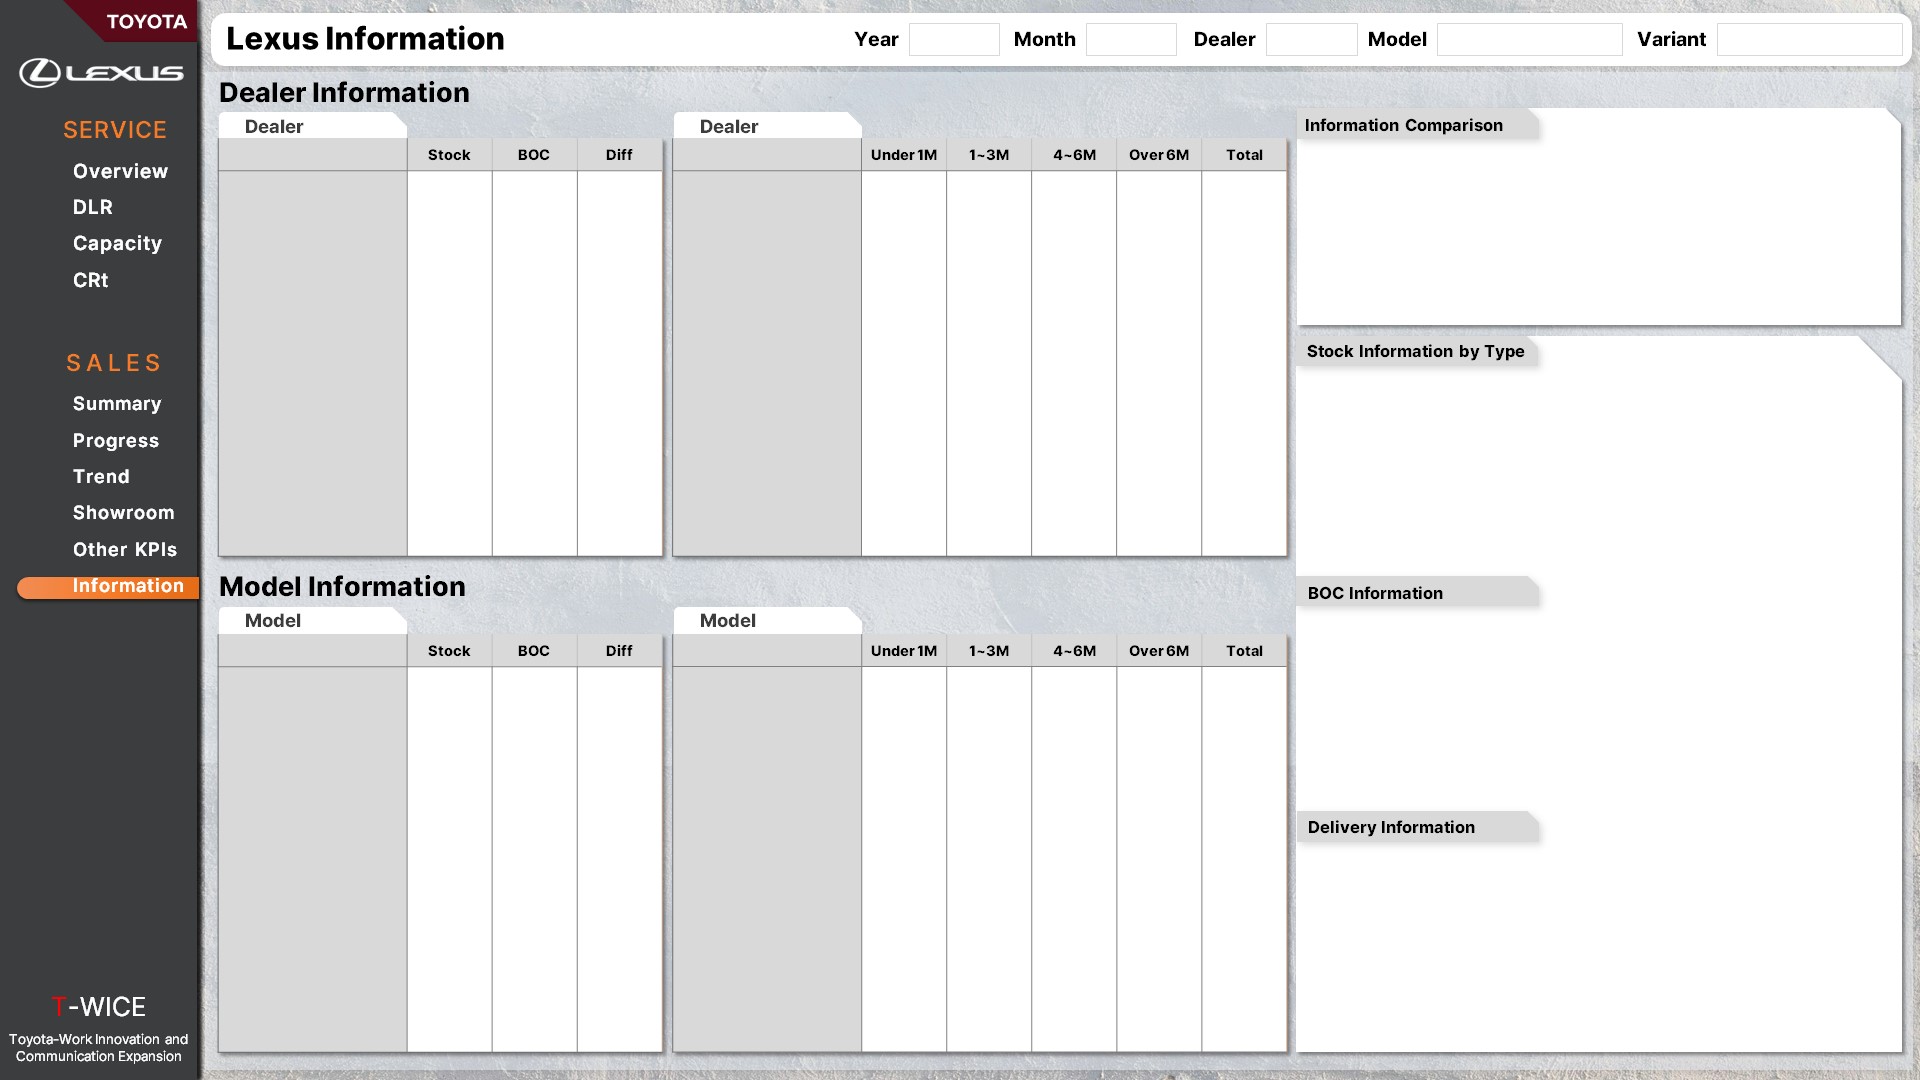 TOYOTA
LEXUS
SERVICE
Overview
DLR
Capacity
CRt
SALES
Summary
Progress
Trend
Showroom
Other KPIs
Information
T-WICE
Toyota-Work Innovation and
Communication Expansion
Lexus Information
Year Month Dealer Model Variant
Dealer Information
Dealer
Stock BOC Diff
Dealer
Under 1M 1~3M 4~6M Over 6M Total
Model Information
Model
Stock BOC Diff
Model
Under 1M 1~3M 4~6M Over 6M Total
Information Comparison
Stock Information by Type
BOC Information
Delivery Information